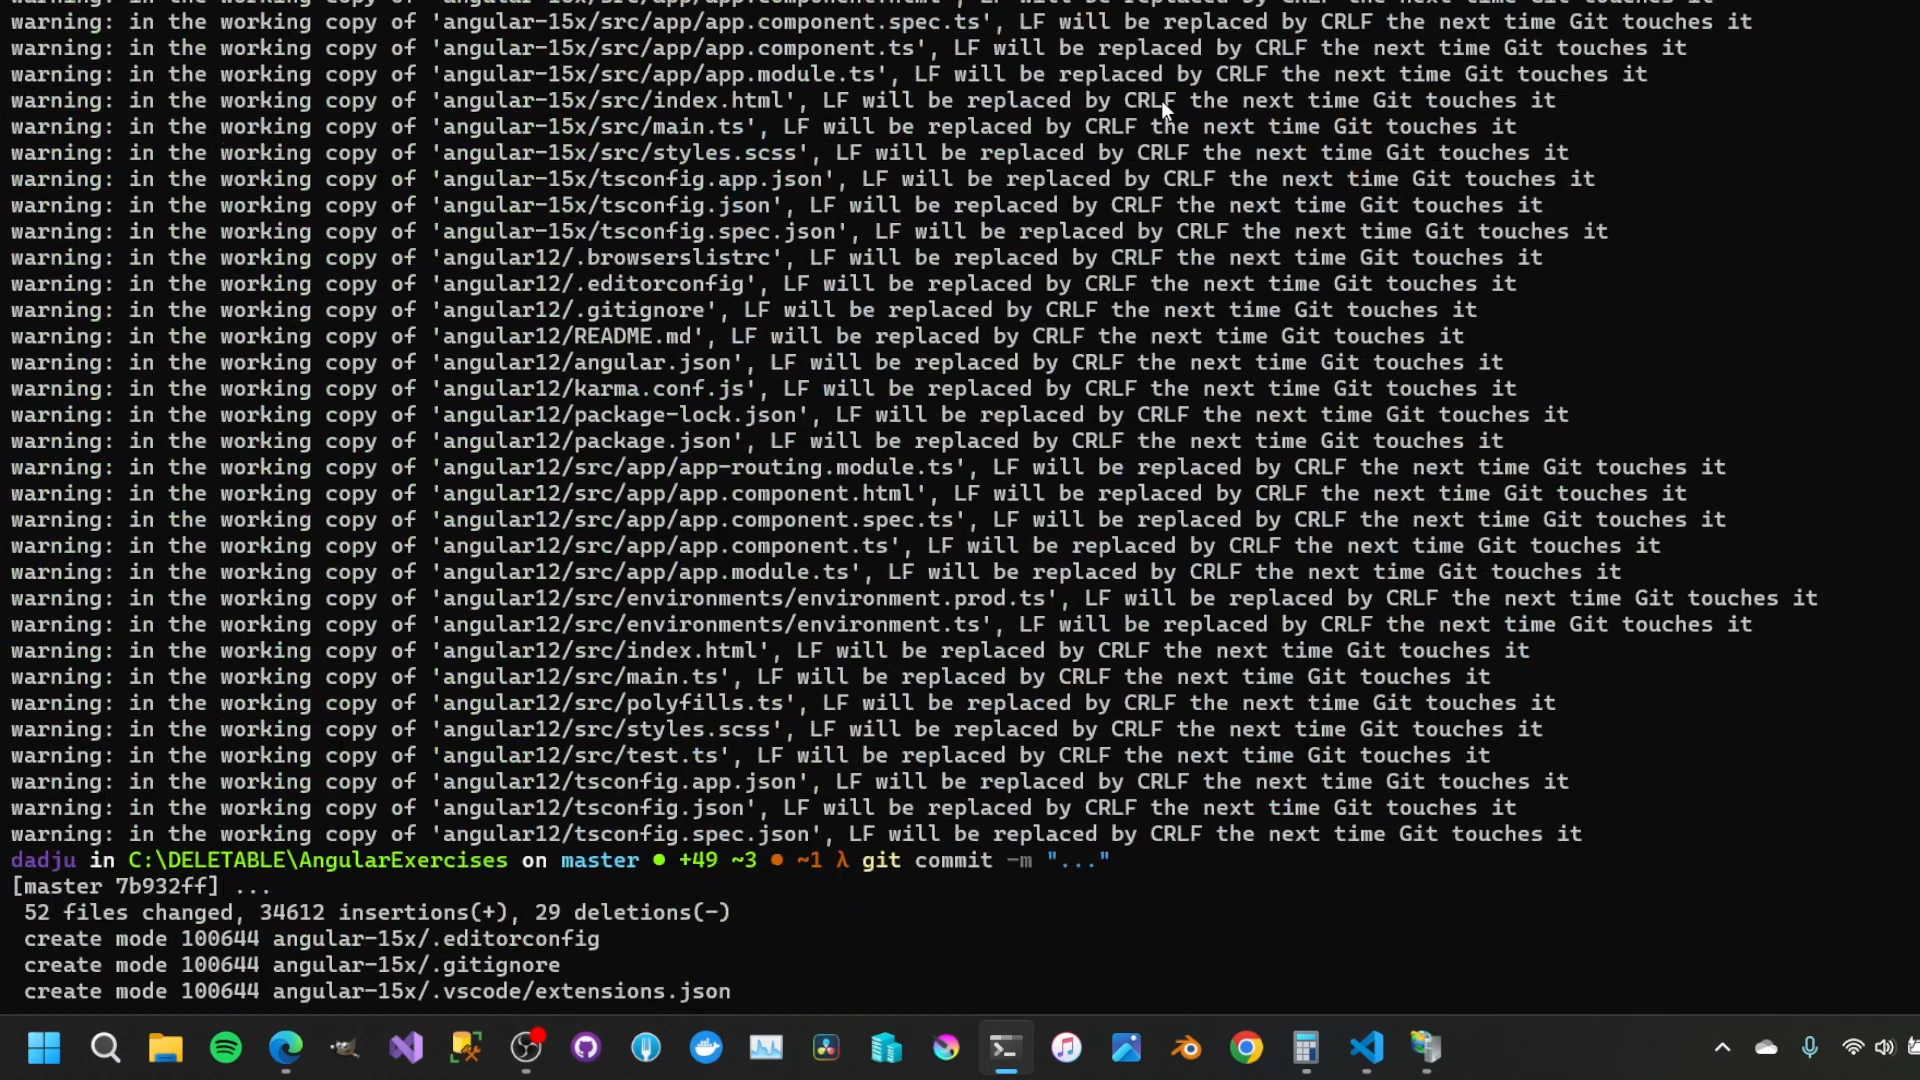 warning: in the working copy of 'angular-15x/src/app/app.component.html', LF will be replaced by CRLF the next time Git touches it
warning: in the working copy of 'angular-15x/src/app/app.component.spec.ts', LF will be replaced by CRLF the next time Git touches it
warning: in the working copy of 'angular-15x/src/app/app.component.ts', LF will be replaced by CRLF the next time Git touches it
warning: in the working copy of 'angular-15x/src/app/app.module.ts', LF will be replaced by CRLF the next time Git touches it
warning: in the working copy of 'angular-15x/src/index.html', LF will be replaced by CRLF the next time Git touches it
warning: in the working copy of 'angular-15x/src/main.ts', LF will be replaced by CRLF the next time Git touches it
warning: in the working copy of 'angular-15x/src/styles.scss', LF will be replaced by CRLF the next time Git touches it
warning: in the working copy of 'angular-15x/tsconfig.app.json', LF will be replaced by CRLF the next time Git touches it
warning: in the working copy of 'angular-15x/tsconfig.json', LF will be replaced by CRLF the next time Git touches it
warning: in the working copy of 'angular-15x/tsconfig.spec.json', LF will be replaced by CRLF the next time Git touches it
warning: in the working copy of 'angular12/.browserslistrc', LF will be replaced by CRLF the next time Git touches it
warning: in the working copy of 'angular12/.editorconfig', LF will be replaced by CRLF the next time Git touches it
warning: in the working copy of 'angular12/.gitignore', LF will be replaced by CRLF the next time Git touches it
warning: in the working copy of 'angular12/README.md', LF will be replaced by CRLF the next time Git touches it
warning: in the working copy of 'angular12/angular.json', LF will be replaced by CRLF the next time Git touches it
warning: in the working copy of 'angular12/karma.conf.js', LF will be replaced by CRLF the next time Git touches it
warning: in the working copy of 'angular12/package-lock.json', LF will be replaced by CRLF the next time Git touches it
warning: in the working copy of 'angular12/package.json', LF will be replaced by CRLF the next time Git touches it
warning: in the working copy of 'angular12/src/app/app-routing.module.ts', LF will be replaced by CRLF the next time Git touches it
warning: in the working copy of 'angular12/src/app/app.component.html', LF will be replaced by CRLF the next time Git touches it
warning: in the working copy of 'angular12/src/app/app.component.spec.ts', LF will be replaced by CRLF the next time Git touches it
warning: in the working copy of 'angular12/src/app/app.component.ts', LF will be replaced by CRLF the next time Git touches it
warning: in the working copy of 'angular12/src/app/app.module.ts', LF will be replaced by CRLF the next time Git touches it
warning: in the working copy of 'angular12/src/environments/environment.prod.ts', LF will be replaced by CRLF the next time Git touches it
warning: in the working copy of 'angular12/src/environments/environment.ts', LF will be replaced by CRLF the next time Git touches it
warning: in the working copy of 'angular12/src/index.html', LF will be replaced by CRLF the next time Git touches it
warning: in the working copy of 'angular12/src/main.ts', LF will be replaced by CRLF the next time Git touches it
warning: in the working copy of 'angular12/src/polyfills.ts', LF will be replaced by CRLF the next time Git touches it
warning: in the working copy of 'angular12/src/styles.scss', LF will be replaced by CRLF the next time Git touches it
warning: in the working copy of 'angular12/src/test.ts', LF will be replaced by CRLF the next time Git touches it
warning: in the working copy of 'angular12/tsconfig.app.json', LF will be replaced by CRLF the next time Git touches it
warning: in the working copy of 'angular12/tsconfig.json', LF will be replaced by CRLF the next time Git touches it
warning: in the working copy of 'angular12/tsconfig.spec.json', LF will be replaced by CRLF the next time Git touches it
dadju in C:\DELETABLE\AngularExercises on master ● +49 ~3 ● ~1 λ git commit -m "..."
[master 7b932ff] ...
 52 files changed, 34612 insertions(+), 29 deletions(-)
 create mode 100644 angular-15x/.editorconfig
 create mode 100644 angular-15x/.gitignore
 create mode 100644 angular-15x/.vscode/extensions.json